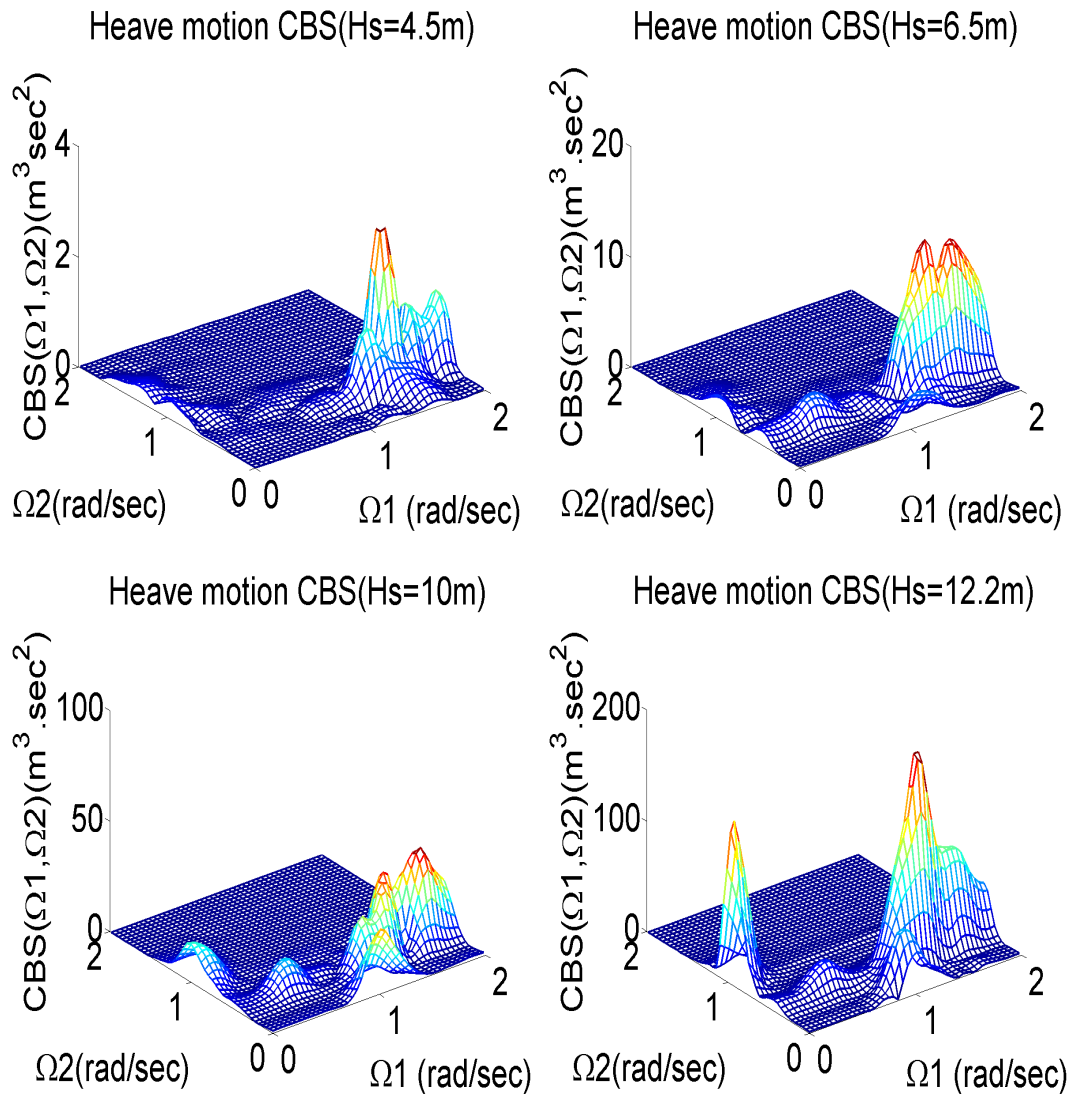 Heave motion CBS(Hs=4.5m)
CBS(Ω1,Ω2)(m³sec²)
4
2
0
2
1
0
0
1
2
Ω2(rad/sec)
Ω1 (rad/sec)
Heave motion CBS(Hs=6.5m)
CBS(Ω1,Ω2)(m³.sec²)
20
10
0
2
1
0
0
1
2
Ω2(rad/sec)
Ω1 (rad/sec)
Heave motion CBS(Hs=10m)
CBS(Ω1,Ω2)(m³.sec²)
100
50
0
2
1
0
0
1
2
Ω2(rad/sec)
Ω1 (rad/sec)
Heave motion CBS(Hs=12.2m)
CBS(Ω1,Ω2)(m³.sec²)
200
100
0
2
1
0
0
1
2
Ω2(rad/sec)
Ω1 (rad/sec)